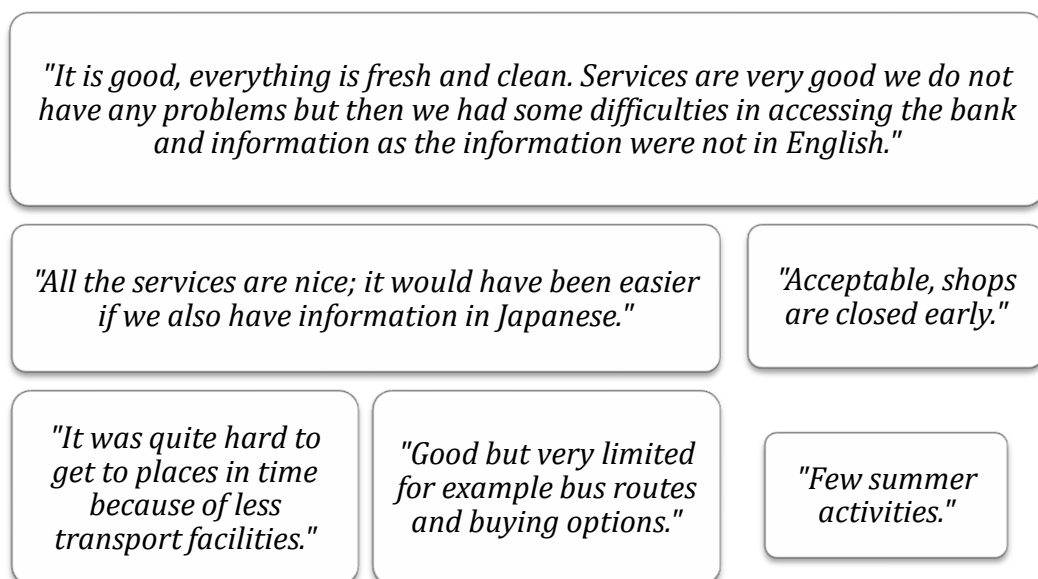 "It is good, everything is fresh and clean. Services are very good we do not
have any problems but then we had some difficulties in accessing the bank
and information as the information were not in English."
"All the services are nice; it would have been easier
if we also have information in Japanese."
"Acceptable, shops
are closed early."
"It was quite hard to
get to places in time
because of less
transport facilities."
"Good but very limited
for example bus routes
and buying options."
"Few summer
activities."